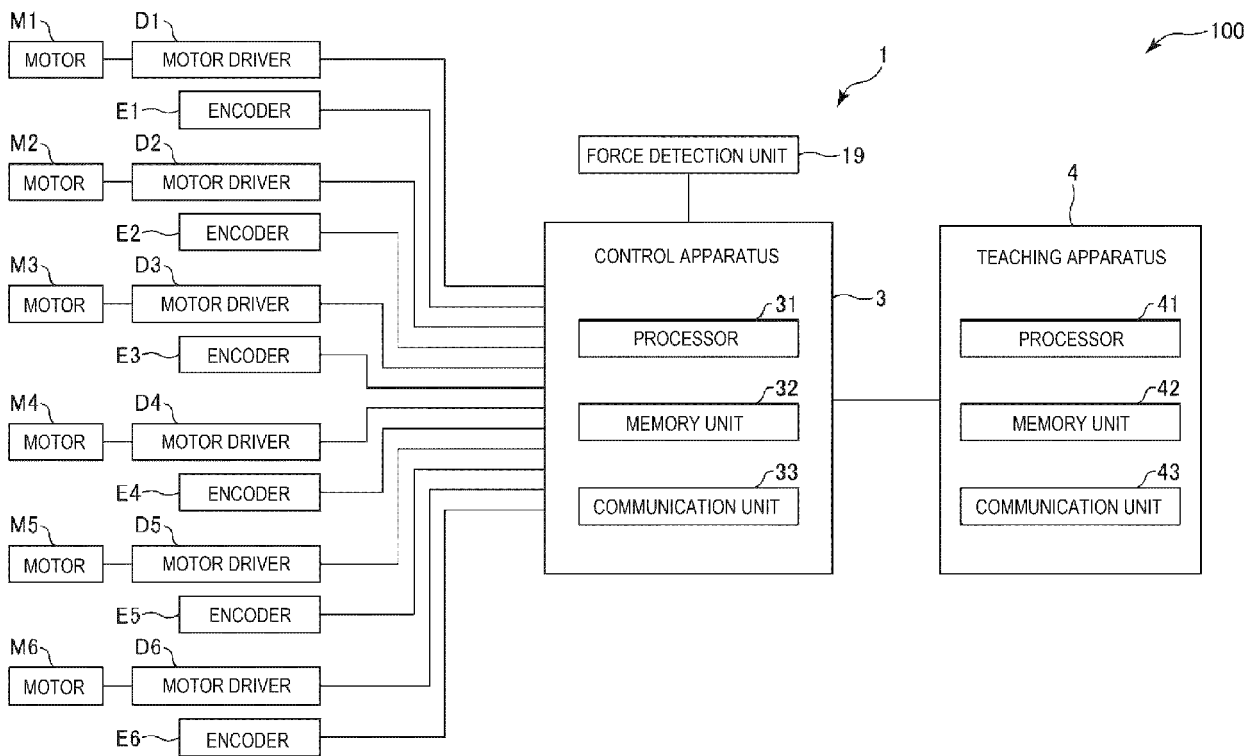 100
1
M1
D1
MOTOR
MOTOR DRIVER
E1
ENCODER
M2
D2
MOTOR
MOTOR DRIVER
E2
ENCODER
M3
D3
MOTOR
MOTOR DRIVER
E3
ENCODER
M4
D4
MOTOR
MOTOR DRIVER
E4
ENCODER
M5
D5
MOTOR
MOTOR DRIVER
E5
ENCODER
M6
D6
MOTOR
MOTOR DRIVER
E6
ENCODER
FORCE DETECTION UNIT
19
CONTROL APPARATUS
3
31
PROCESSOR
32
MEMORY UNIT
33
COMMUNICATION UNIT
4
TEACHING APPARATUS
41
PROCESSOR
42
MEMORY UNIT
43
COMMUNICATION UNIT